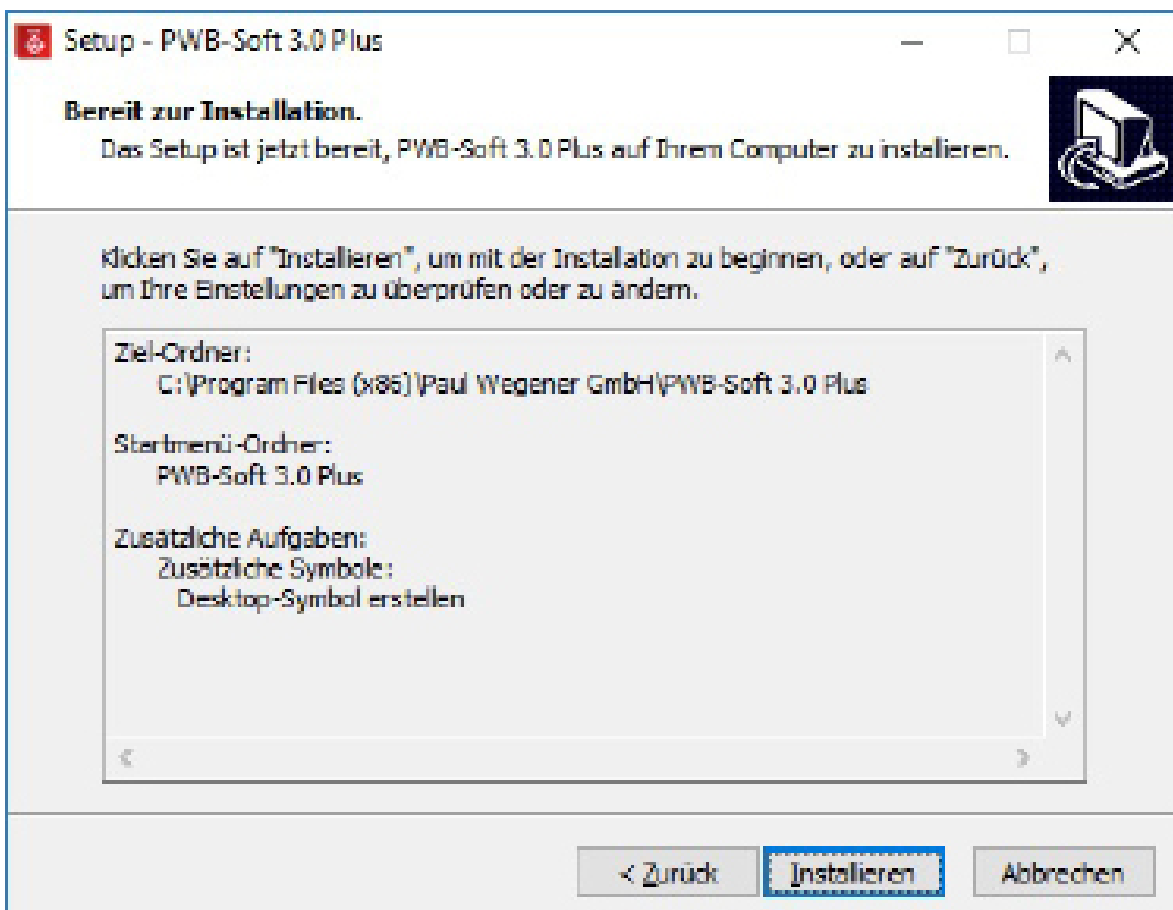 Setup - PWB-Soft 3.0 Plus
Bereit zur Installation.
Das Setup ist jetzt bereit, PWB-Soft 3.0 Plus auf Ihrem Computer zu installieren.
Klicken Sie auf "Installieren", um mit der Installation zu beginnen, oder auf "Zurück",
um Ihre Einstellungen zu überprüfen oder zu ändern.
Ziel-Ordner:
C:\Program Files (x86)\Paul Wegener GmbH\PWB-Soft 3.0 Plus
Startmenü-Ordner:
PWB-Soft 3.0 Plus
Zusätzliche Aufgaben:
Zusätzliche Symbole:
Desktop-Symbol erstellen
< Zurück Installieren Abbrechen